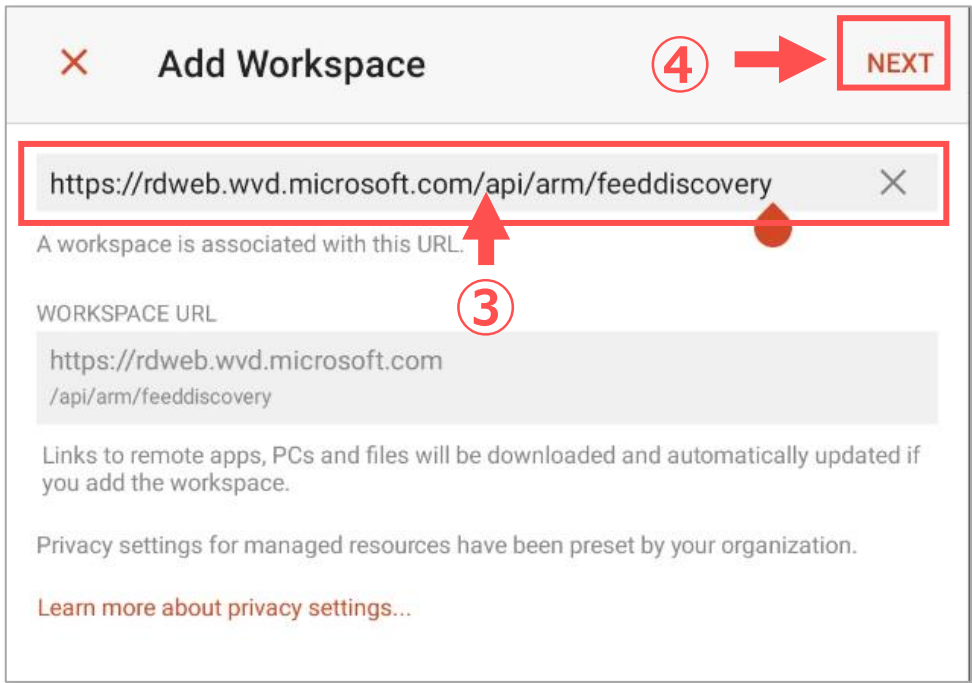 Add Workspace
④
NEXT
https://rdweb.wvd.microsoft.com/api/arm/feeddiscovery
A workspace is associated with this URL.
③
WORKSPACE URL
https://rdweb.wvd.microsoft.com
/api/arm/feeddiscovery
Links to remote apps, PCs and files will be downloaded and automatically updated if
you add the workspace.
Privacy settings for managed resources have been preset by your organization.
Learn more about privacy settings...